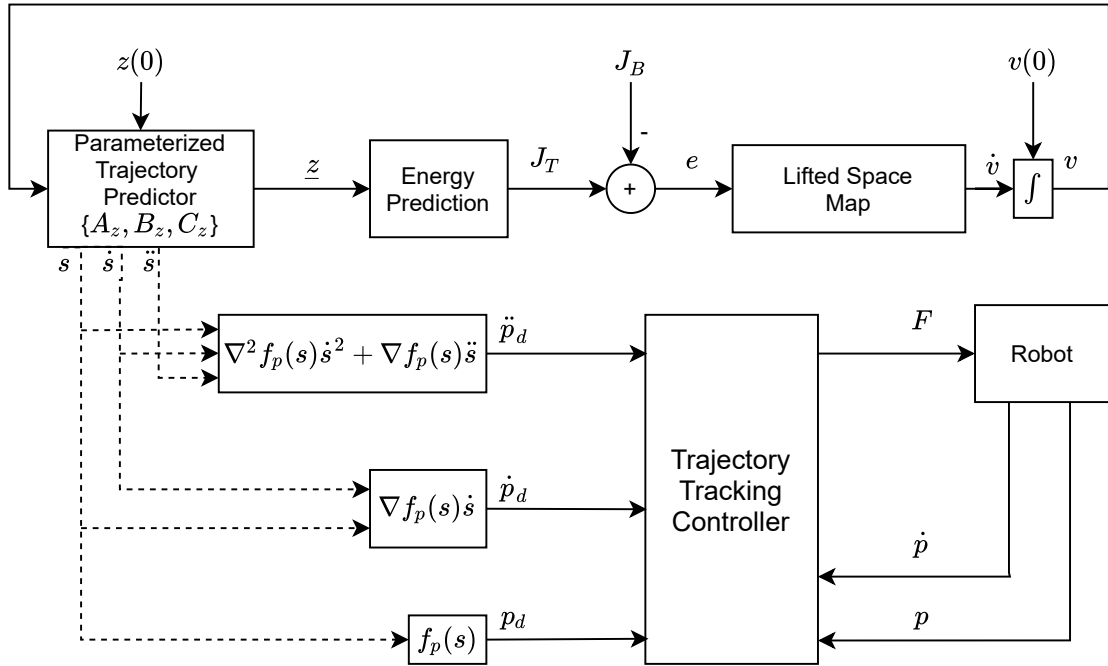 z(0)
J_B
v(0)
-
Parameterized
Trajectory
Predictor
{A_z, B_z, C_z}
z̲
Energy
Prediction
J_T
+
e
Lifted Space
Map
v̇
∫
v
s
ṡ
s̈
∇²f_p(s)ṡ² + ∇f_p(s)s̈
p̈_d
F
Robot
∇f_p(s)ṡ
ṗ_d
Trajectory
Tracking
Controller
ṗ
f_p(s)
p_d
p